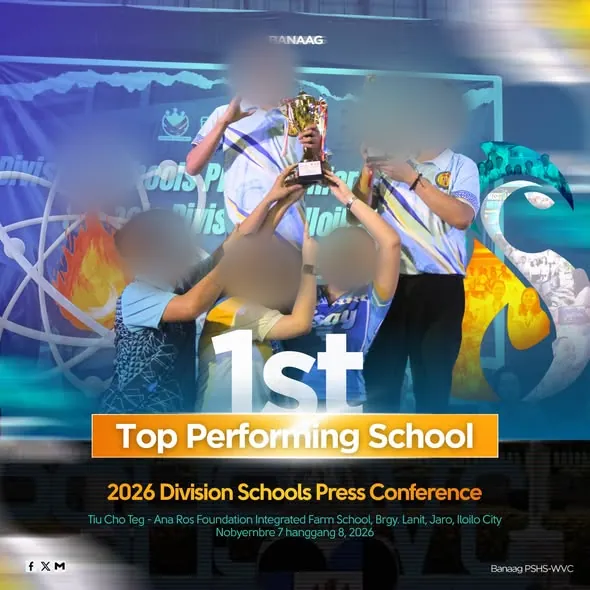 BANAAG
1st
Top Performing School
2026 Division Schools Press Conference
Tiu Cho Teg - Ana Ros Foundation Integrated Farm School, Brgy. Lanit, Jaro, Iloilo City
Nobyembre 7 hanggang 8, 2026
Banaag PSHS-WVC